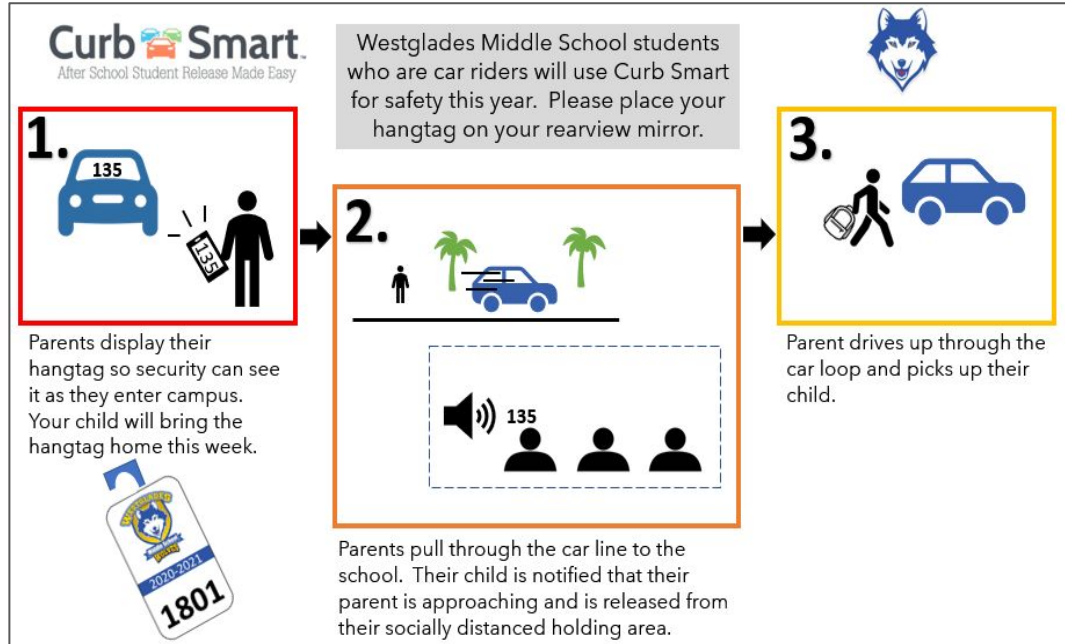 Curb Smart
After School Student Release Made Easy
Westglades Middle School students
who are car riders will use Curb Smart
for safety this year. Please place your
hangtag on your rearview mirror.
1.
135
135
Parents display their
hangtag so security can see
it as they enter campus.
Your child will bring the
hangtag home this week.
WESTGLADES
WOLVES
2020-2021
1801
2.
135
Parents pull through the car line to the
school. Their child is notified that their
parent is approaching and is released from
their socially distanced holding area.
3.
Parent drives up through the
car loop and picks up their
child.